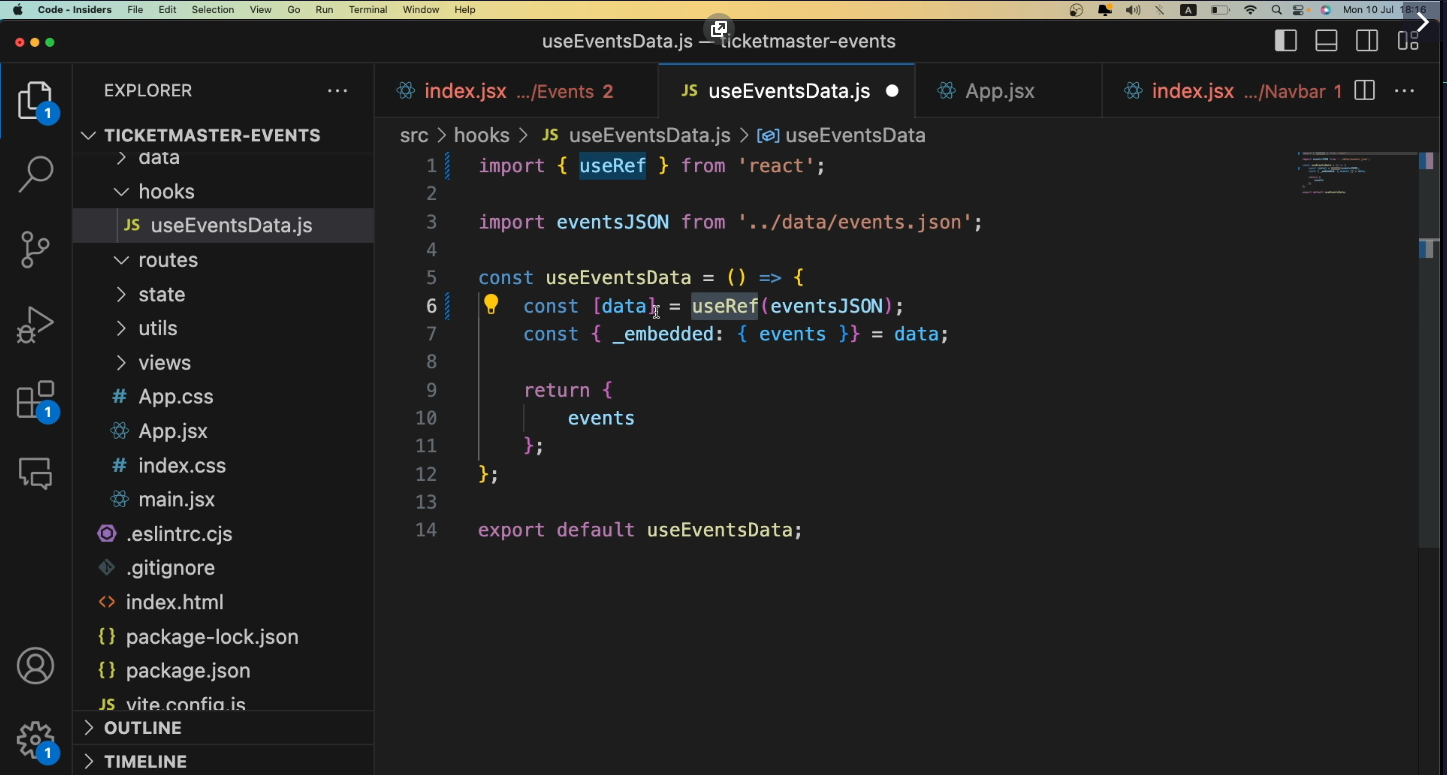 Code - Insiders File Edit Selection View Go Run Terminal Window Help A Mon 10 Jul 18:16
useEventsData.js — ticketmaster-events
EXPLORER
index.jsx .../Events 2
JS useEventsData.js
App.jsx
index.jsx .../Navbar 1
TICKETMASTER-EVENTS
data
hooks
JS useEventsData.js
routes
state
utils
views
# App.css
App.jsx
# index.css
main.jsx
.eslintrc.cjs
.gitignore
<> index.html
{} package-lock.json
{} package.json
JS vite.config.js
OUTLINE
TIMELINE
1
1
1
src > hooks > JS useEventsData.js > useEventsData
1 import { useRef } from 'react';
2
3 import eventsJSON from '../data/events.json';
4
5 const useEventsData = () => {
6 const [data] = useRef(eventsJSON);
7 const { _embedded: { events }} = data;
8
9 return {
10 events
11 };
12 };
13
14 export default useEventsData;